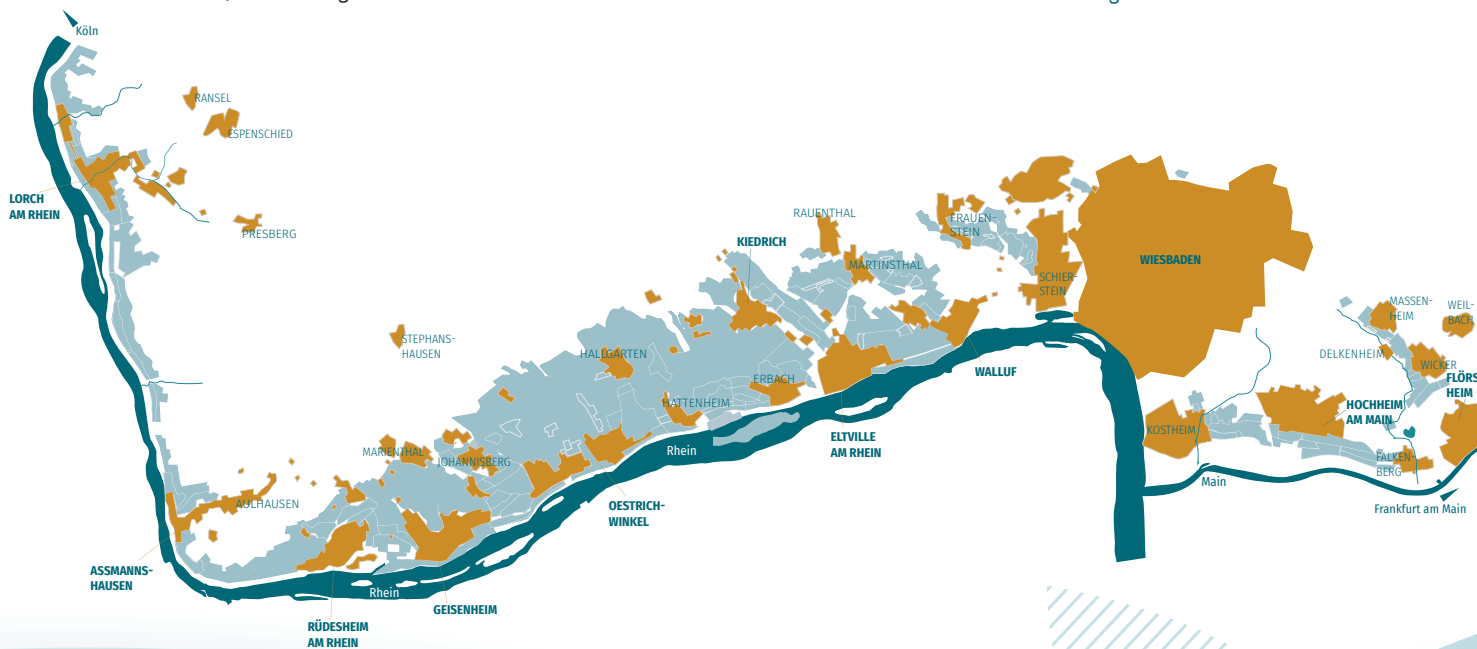 Köln
RANSEL
ESPENSCHIED
LORCH
AM RHEIN
PRESBERG
RAUENTHAL
KIEDRICH
FRAUEN-
STEIN
MARTINSTHAL
WIESBADEN
SCHIER-
STEIN
MASSEN-
HEIM
WEIL-
BACH
STEPHANS-
HAUSEN
HALLGARTEN
DELKENHEIM
WICKER
ERBACH
WALLUF
FLÖRS
HEIM
HATTENHEIM
HOCHHEIM
AM MAIN
KOSTHEIM
MARIENTHAL
JOHANNISBERG
Rhein
ELTVILLE
AM RHEIN
FALKEN-
BERG
Main
AULHAUSEN
OESTRICH-
WINKEL
Frankfurt am Main
ASSMANNS-
HAUSEN
Rhein
GEISENHEIM
RÜDESHEIM
AM RHEIN